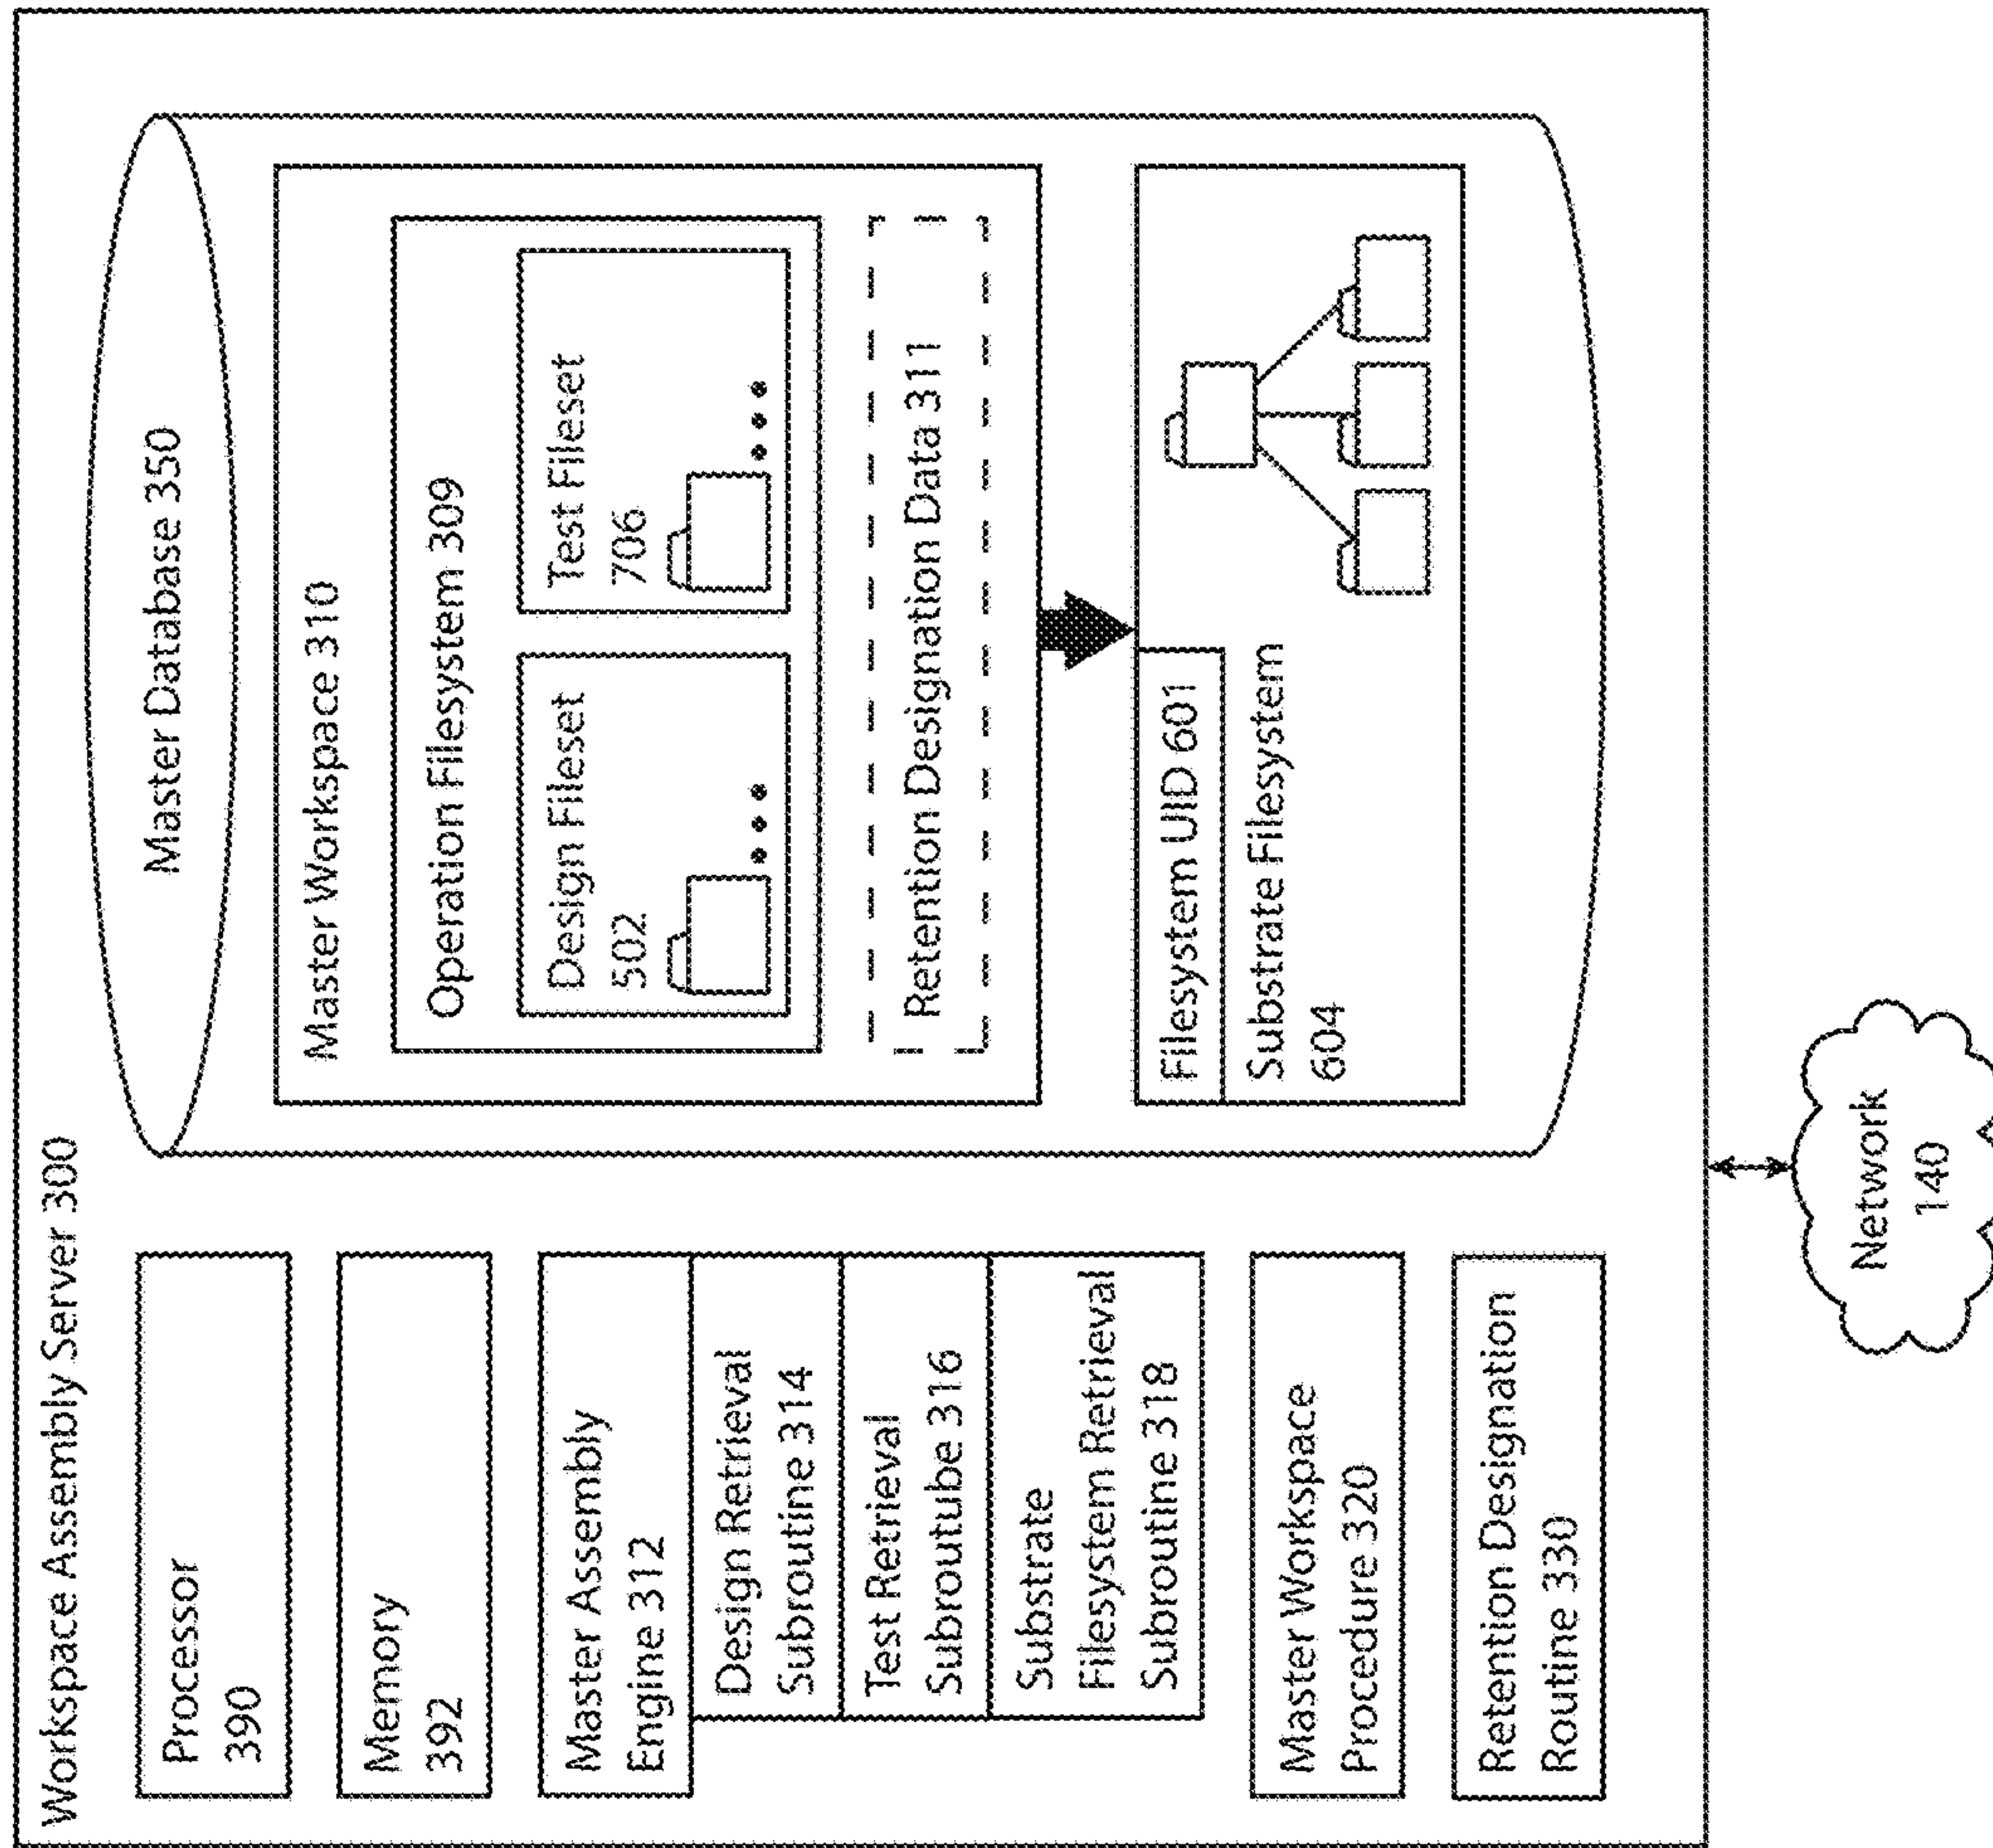 Workspace Assembly Server 300
Processor
390
Memory
392
Master Assembly
Engine 312
Design Retrieval
Subroutine 314
Test Retrieval
Subroutube 316
Substrate
Filesystem Retrieval
Subroutine 318
Master Workspace
Procedure 320
Retention Designation
Routine 330
Master Database 350
Master Workspace 310
Operation Filesystem 309
Design Fileset
502
Test Fileset
706
Retention Designation Data 311
Filesystem UID 601
Substrate Filesystem
604
Network
140